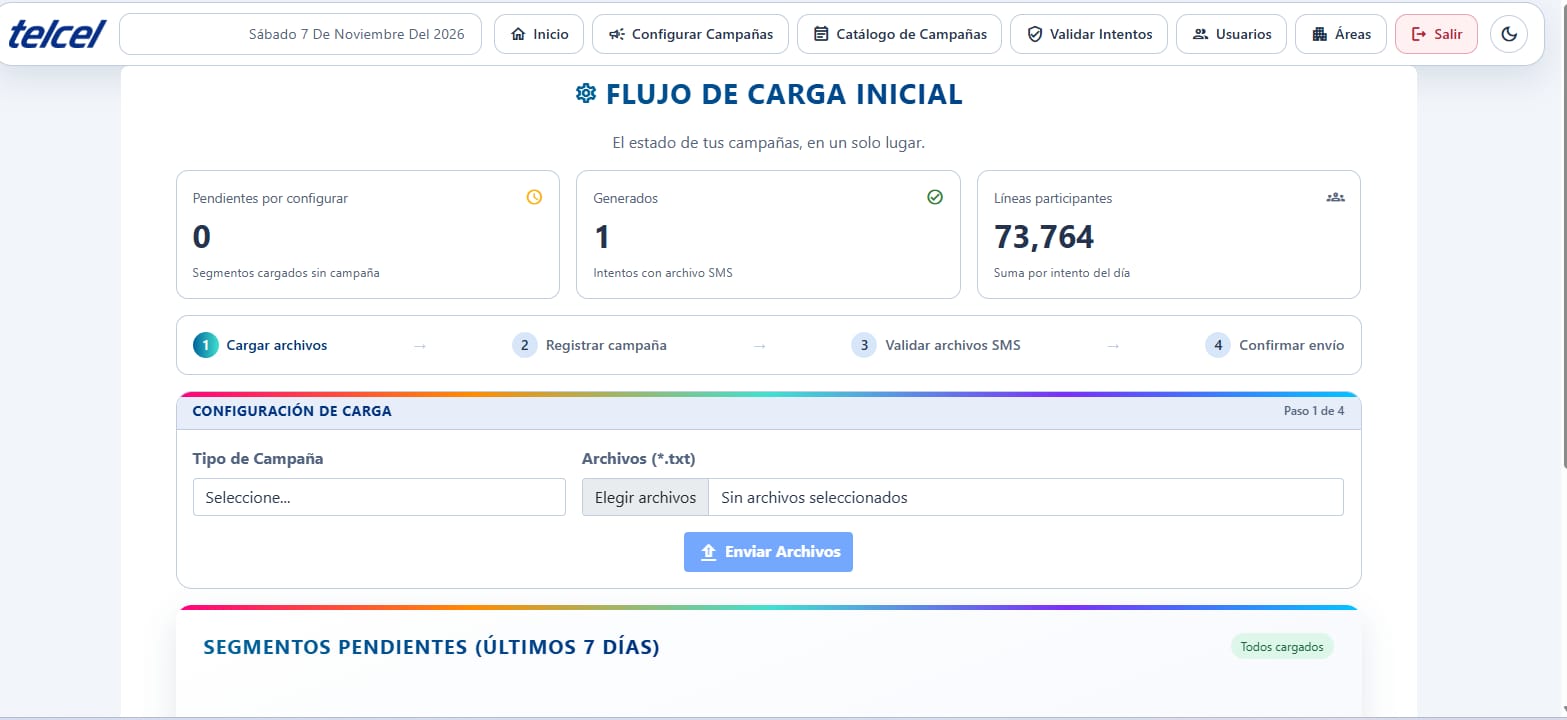 telcel
Sábado 7 De Noviembre Del 2026
Inicio
Configurar Campañas
Catálogo de Campañas
Validar Intentos
Usuarios
Áreas
Salir
FLUJO DE CARGA INICIAL
El estado de tus campañas, en un solo lugar.
Pendientes por configurar
0
Segmentos cargados sin campaña
Generados
1
Intentos con archivo SMS
Líneas participantes
73,764
Suma por intento del día
1 Cargar archivos →
2 Registrar campaña →
3 Validar archivos SMS →
4 Confirmar envío
CONFIGURACIÓN DE CARGA
Paso 1 de 4
Tipo de Campaña
Seleccione...
Archivos (*.txt)
Elegir archivos Sin archivos seleccionados
Enviar Archivos
SEGMENTOS PENDIENTES (ÚLTIMOS 7 DÍAS)
Todos cargados